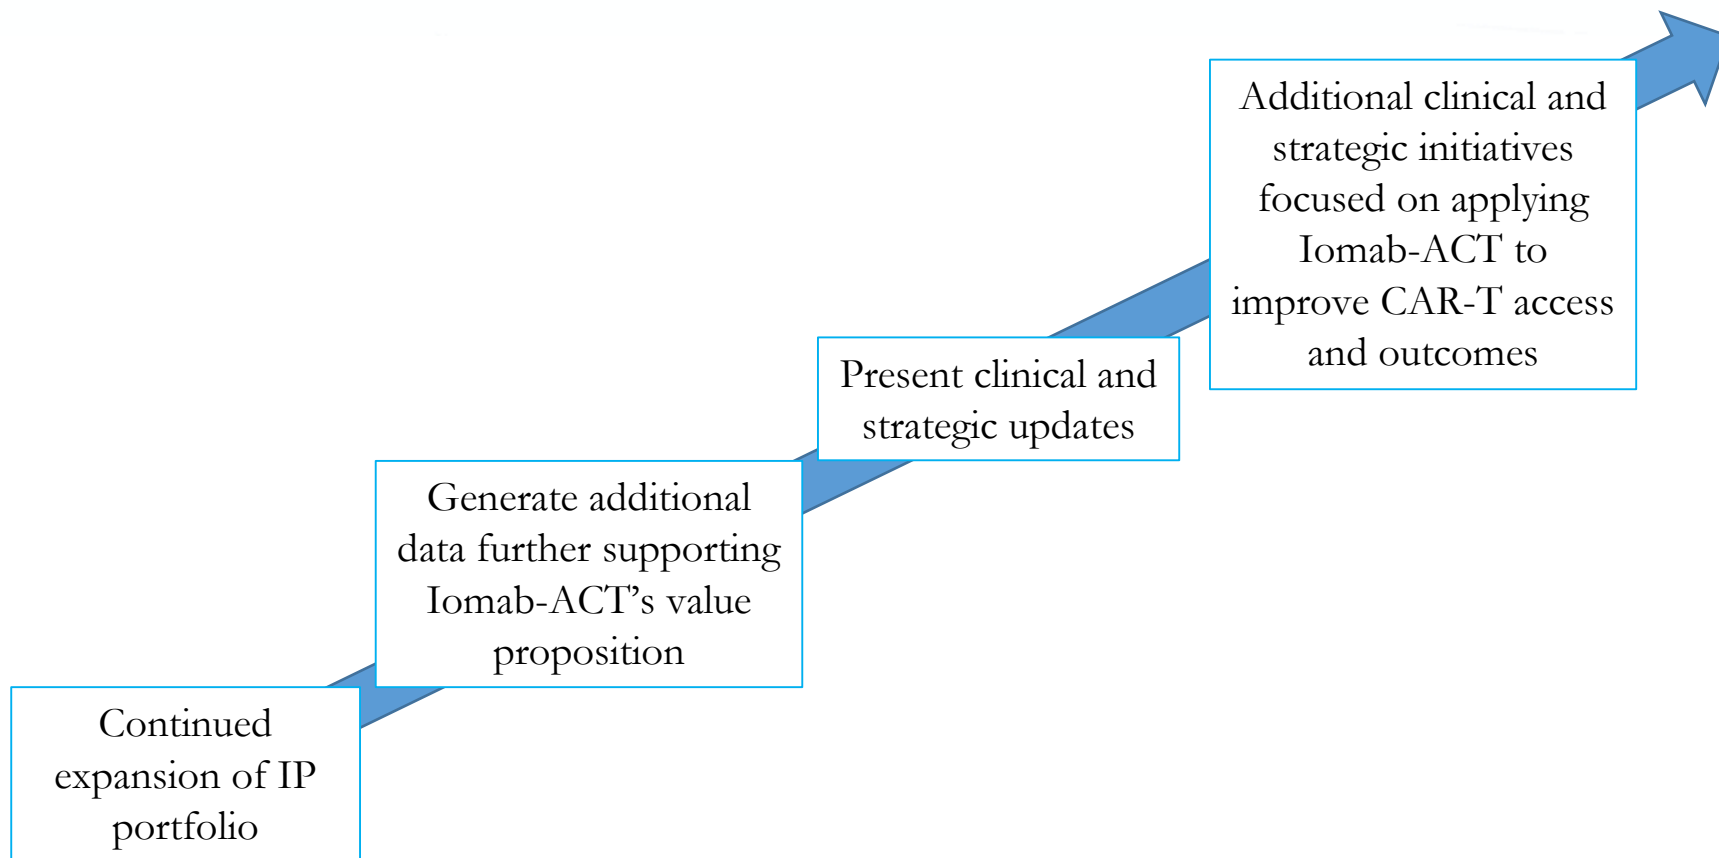 Additional clinical and
strategic initiatives
focused on applying
Iomab-ACT to
improve CAR-T access
and outcomes
Present clinical and
strategic updates
Generate additional
data further supporting
Iomab-ACT’s value
proposition
Continued
expansion of IP
portfolio